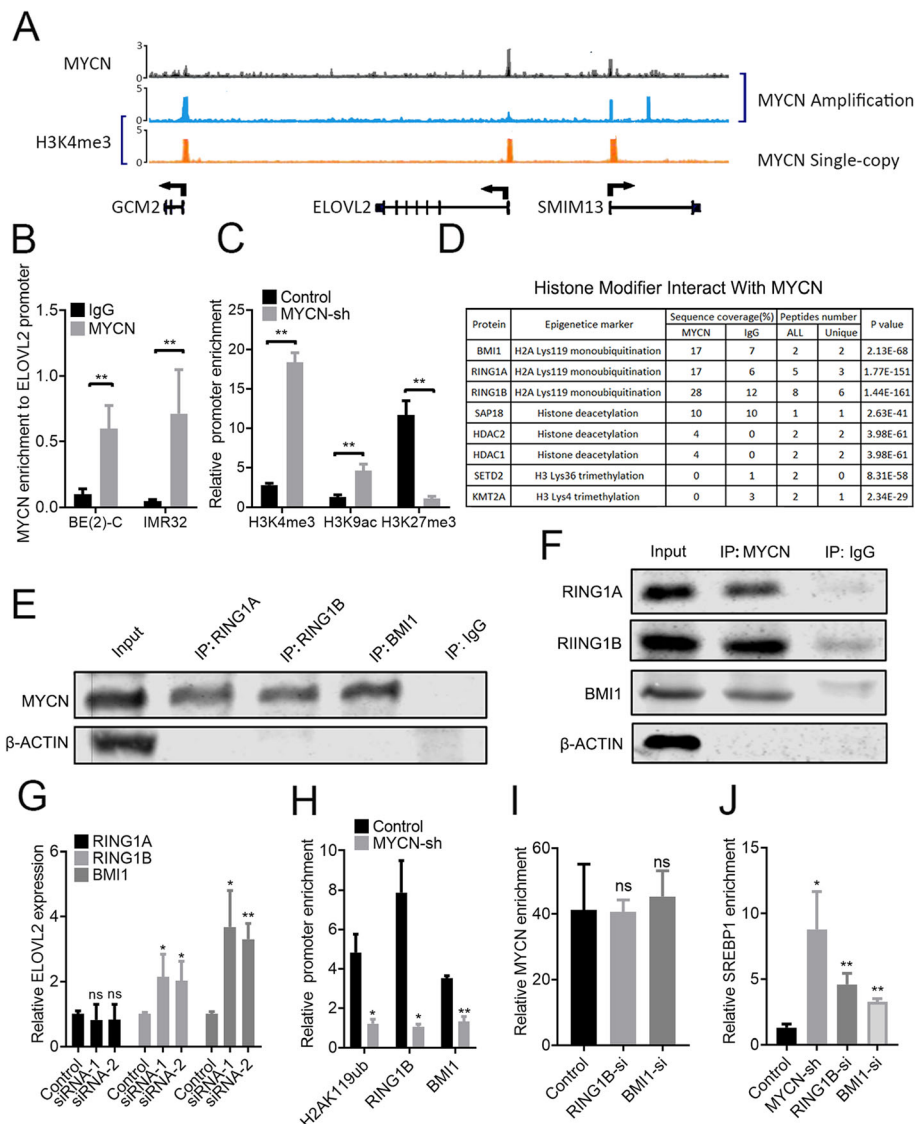 A
MYCN
3
0
5
0
H3K4me3
5
0
MYCN Amplification
MYCN Single-copy
GCM2
ELOVL2
SMIM13
B
MYCN enrichment to ELOVL2 promoter
IgG
MYCN
1.5
1.0
0.5
0.0
BE(2)-C
IMR32
**
**
C
Relative promoter enrichment
Control
MYCN-sh
25
20
15
10
5
0
H3K4me3
H3K9ac
H3K27me3
**
**
**
D
Histone Modifier Interact With MYCN
Protein Epigenetice marker Sequence coverage(%) Peptides number P value
MYCN IgG ALL Unique
BMI1 H2A Lys119 monoubiquitination 17 7 2 2 2.13E-68
RING1A H2A Lys119 monoubiquitination 17 6 5 3 1.77E-151
RING1B H2A Lys119 monoubiquitination 28 12 8 6 1.44E-161
SAP18 Histone deacetylation 10 10 1 1 2.63E-41
HDAC2 Histone deacetylation 4 0 2 2 3.98E-61
HDAC1 Histone deacetylation 4 0 2 2 3.98E-61
SETD2 H3 Lys36 trimethylation 0 1 2 0 8.31E-58
KMT2A H3 Lys4 trimethylation 0 3 2 1 2.34E-29
E
Input
IP:RING1A
IP:RING1B
IP:BMI1
IP:IgG
MYCN
β-ACTIN
F
Input
IP:MYCN
IP: IgG
RING1A
RIING1B
BMI1
β-ACTIN
G
Relative ELOVL2 expression
RING1A
RING1B
BMI1
6
4
2
0
ns
ns
*
*
*
**
Control
siRNA-1
siRNA-2
Control
siRNA-1
siRNA-2
Control
siRNA-1
siRNA-2
H
Relative promoter enrichment
Control
MYCN-sh
10
8
6
4
2
0
*
*
**
H2AK119ub
RING1B
BMI1
I
Relative MYCN enrichment
80
60
40
20
0
ns
ns
Control
RING1B-si
BMI1-si
J
Relative SREBP1 enrichment
15
10
5
0
*
**
**
Control
MYCN-sh
RING1B-si
BMI1-si